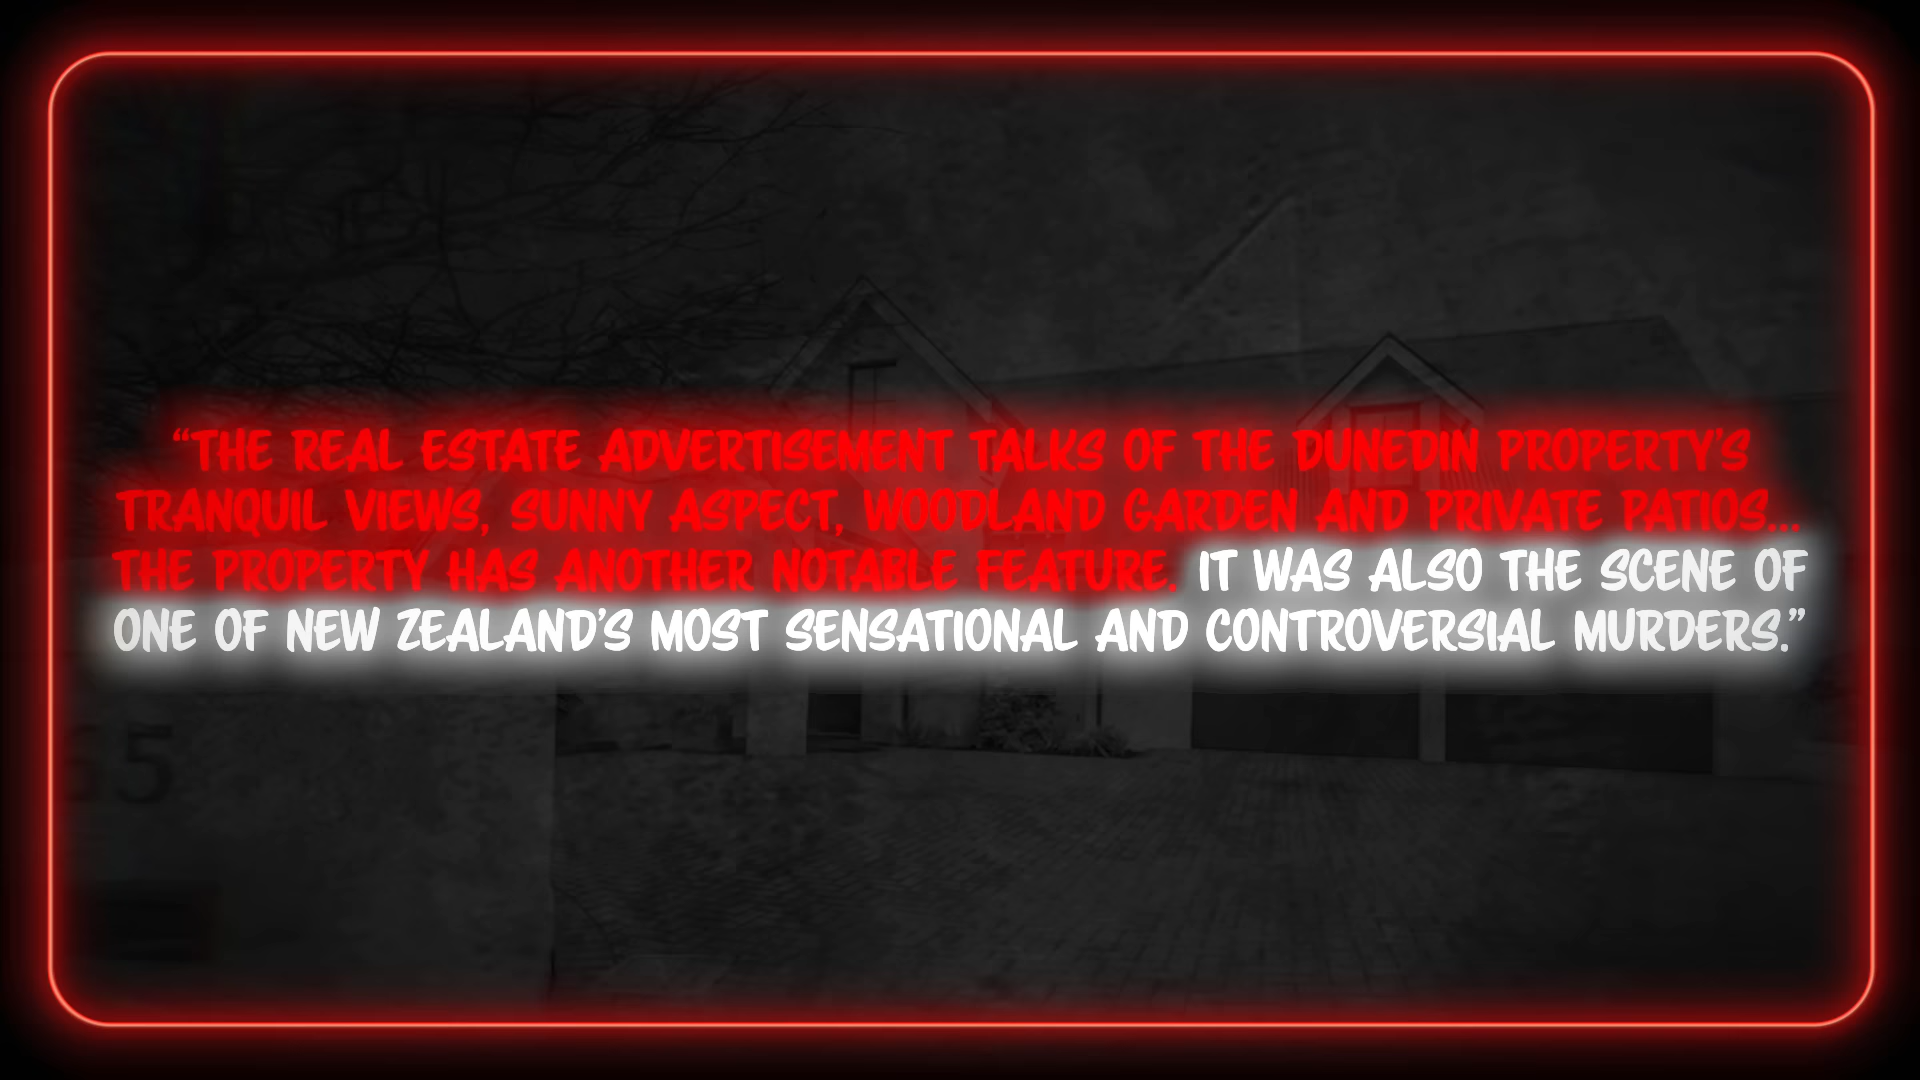 “THE REAL ESTATE ADVERTISEMENT TALKS OF THE DUNEDIN PROPERTY’S
TRANQUIL VIEWS, SUNNY ASPECT, WOODLAND GARDEN AND PRIVATE PATIOS...
THE PROPERTY HAS ANOTHER NOTABLE FEATURE. IT WAS ALSO THE SCENE OF
ONE OF NEW ZEALAND’S MOST SENSATIONAL AND CONTROVERSIAL MURDERS.”
5